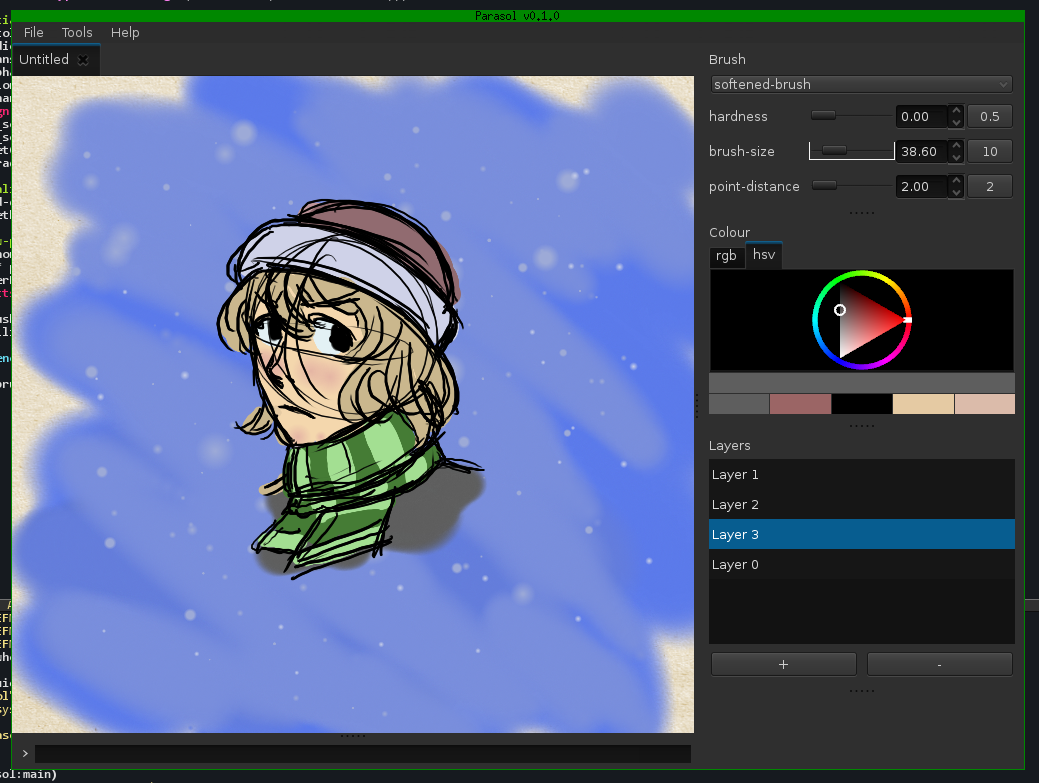 Parasol v0.1.0
File Tools Help
Untitled
Brush
softened-brush
hardness 0.00 0.5
brush-size 38.60 10
point-distance 2.00 2
Colour
rgb hsv
Layers
Layer 1
Layer 2
Layer 3
Layer 0
+ -
>
sol:main)